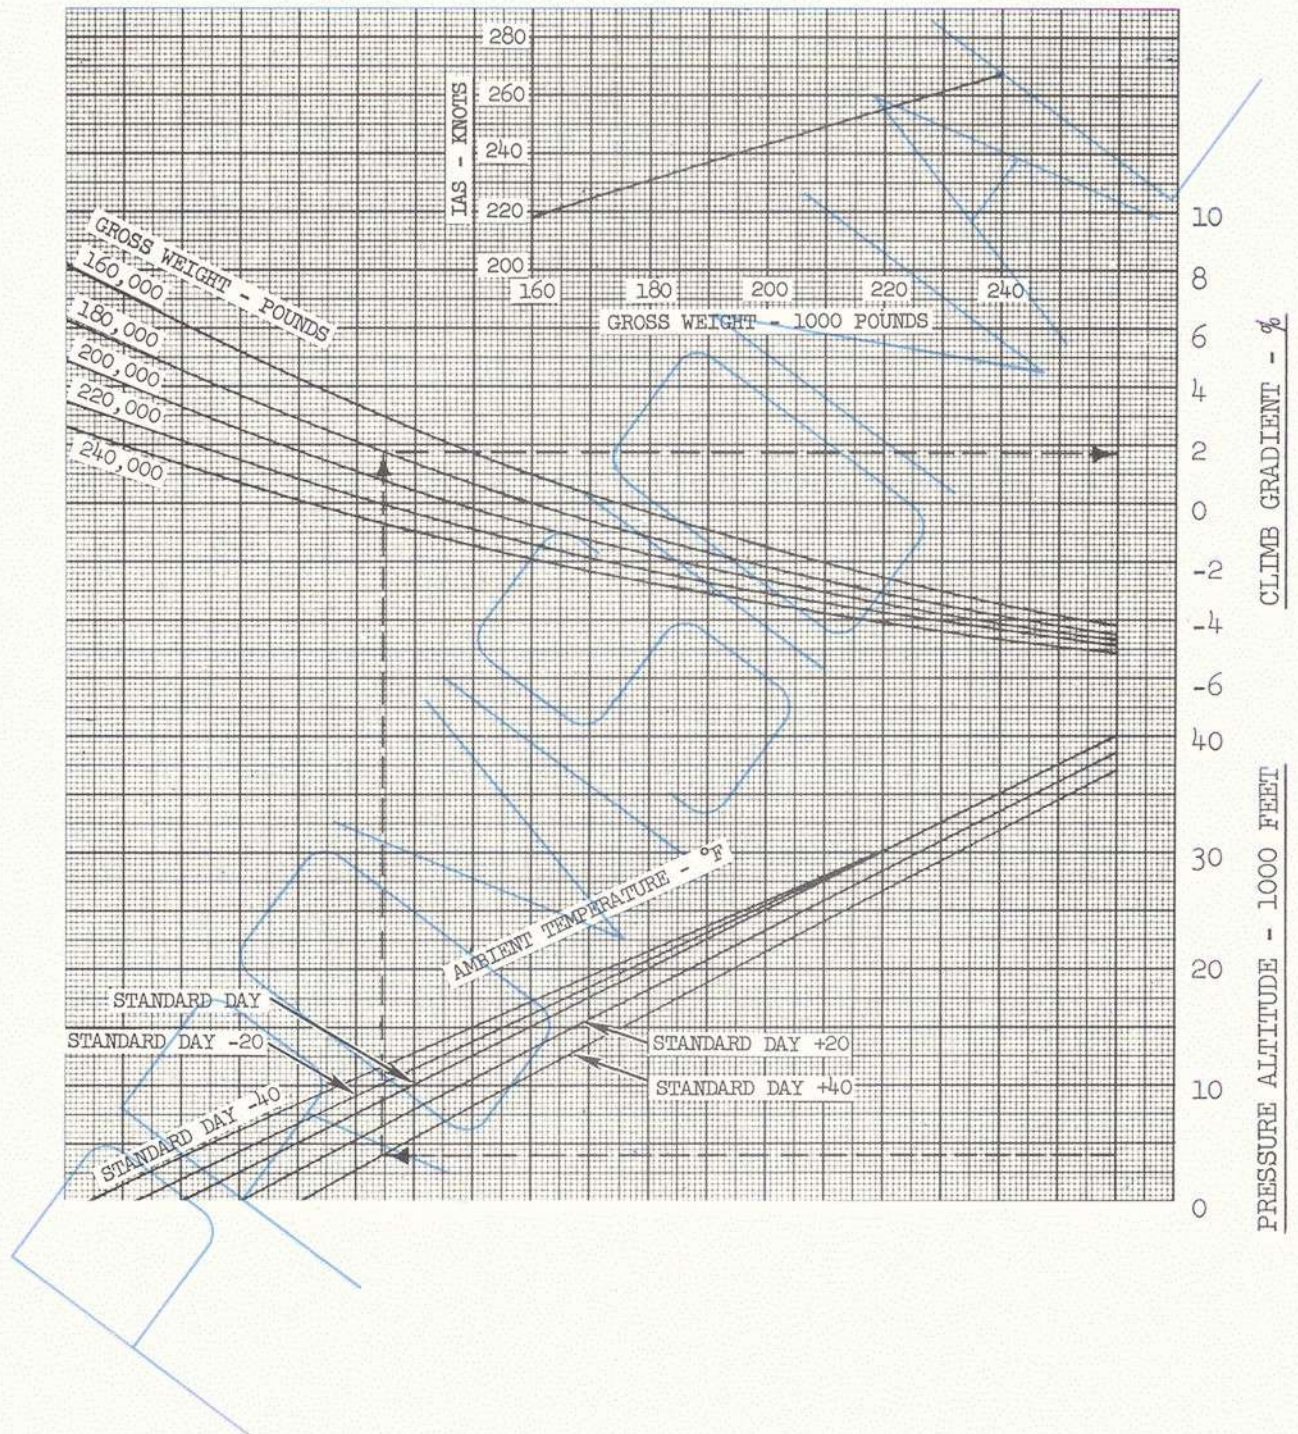 280
260
240
220
200
IAS - KNOTS
160
180
200
220
240
GROSS WEIGHT - 1000 POUNDS
GROSS WEIGHT - POUNDS
160,000
180,000
200,000
220,000
240,000
10
8
6
4
2
0
-2
-4
-6
CLIMB GRADIENT - %
40
30
20
10
0
PRESSURE ALTITUDE - 1000 FEET
AMBIENT TEMPERATURE - °F
STANDARD DAY
STANDARD DAY -20
STANDARD DAY -40
STANDARD DAY +20
STANDARD DAY +40